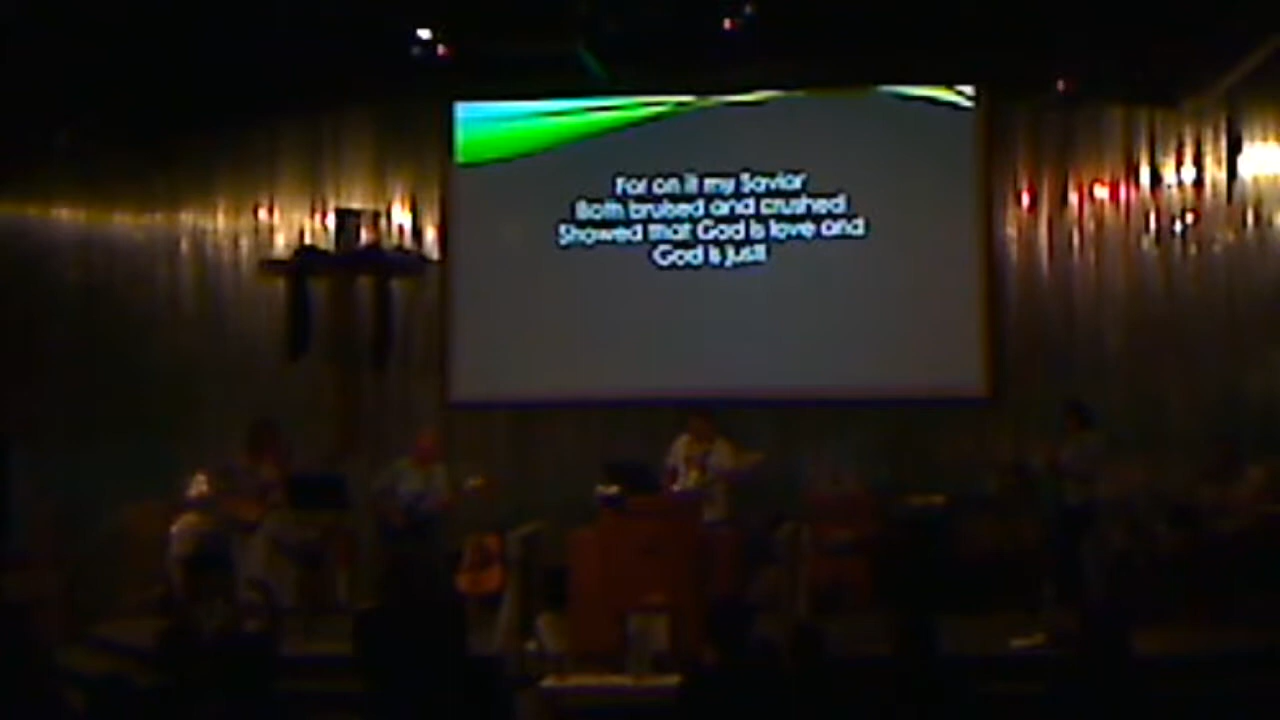 For on it my Savior
Both bruised and crushed
Showed that God is love and
God is just!